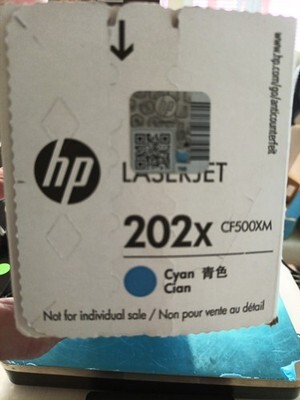 www.hp.com/go/anticounterfeit
hp
LASERJET
202x CF500XM
Cyan 青色
Cian
Not for individual sale / Non pour vente au détail